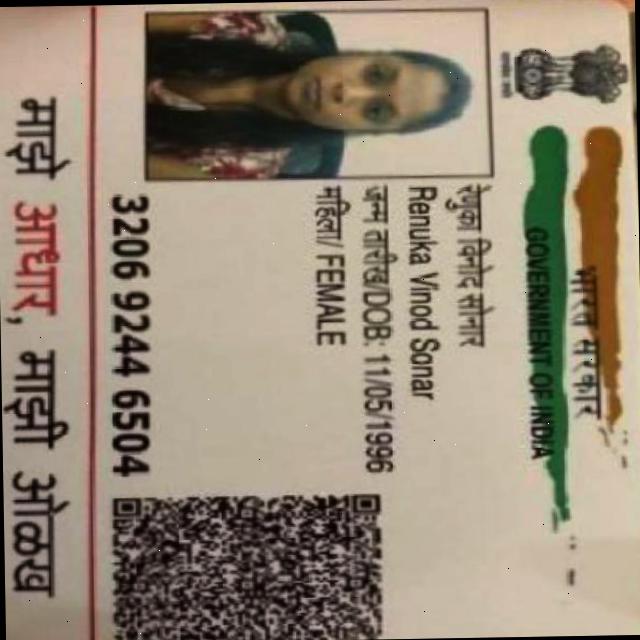 भारत सरकार
GOVERNMENT OF INDIA
रेणुका विनोद सोनार
Renuka Vinod Sonar
जन्म तारीख/DOB: 11/05/1996
महिला/ FEMALE
3206 9244 6504
माझे आधार, माझी ओळख